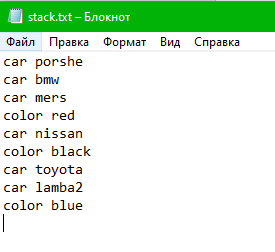 stack.txt – Блокнот
Файл Правка Формат Вид Справка
car porshe
car bmw
car mers
color red
car nissan
color black
car toyota
car lamba2
color blue